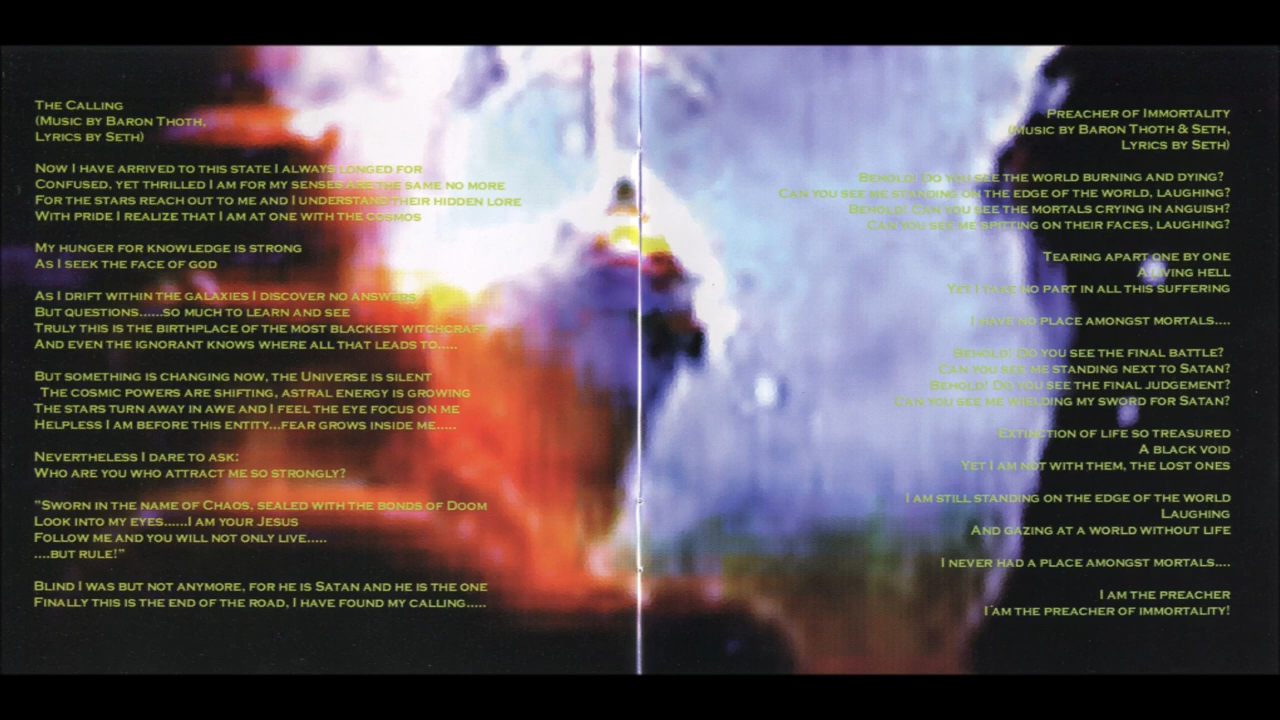 The Calling
(Music by Baron Thoth,
Lyrics by Seth)
Now I have arrived to this state I always longed for
Confused, yet thrilled I am for my senses are the same no more
For the stars reach out to me and I understand their hidden lore
With pride I realize that I am at one with the cosmos
My hunger for knowledge is strong
As I seek the face of God
As I drift within the galaxies I discover no answers
But questions......so much to learn and see
Truly this is the birthplace of the most blackest witchcraft
And even the ignorant knows where all that leads to.....
But something is changing now, the Universe is silent
The cosmic powers are shifting, astral energy is growing
The stars turn away in awe and I feel the eye focus on me
Helpless I am before this entity...fear grows inside me.....
Nevertheless I dare to ask:
Who are you who attract me so strongly?
"Sworn in the name of Chaos, sealed with the bonds of Doom
Look into my eyes......I am your Jesus
Follow me and you will not only live.....
....but rule!"
Blind I was but not anymore, for he is Satan and he is the one
Finally this is the end of the road, I have found my calling.....
Preacher of Immortality
(Music by Baron Thoth & Seth,
Lyrics by Seth)
Behold! Do you see the world burning and dying?
Can you see me standing on the edge of the world, laughing?
Behold! Can you see the mortals crying in anguish?
Can you see me spitting on their faces, laughing?
Tearing apart one by one
A living hell
Yet I take no part in all this suffering
I have no place amongst mortals....
Behold! Do you see the final battle?
Can you see me standing next to Satan?
Behold! Do you see the final judgement?
Can you see me wielding my sword for Satan?
Extinction of life so treasured
A black void
Yet I am not with them, the lost ones
I am still standing on the edge of the world
Laughing
And gazing at a world without life
I never had a place amongst mortals....
I am the preacher
I am the preacher of immortality!